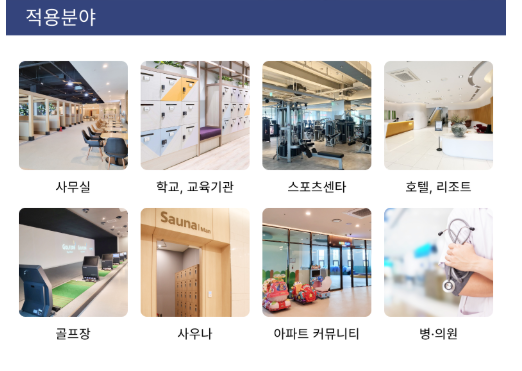 적용분야
사무실
학교, 교육기관
스포츠센타
호텔, 리조트
Sauna Men
골프장
사우나
아파트 커뮤니티
병·의원